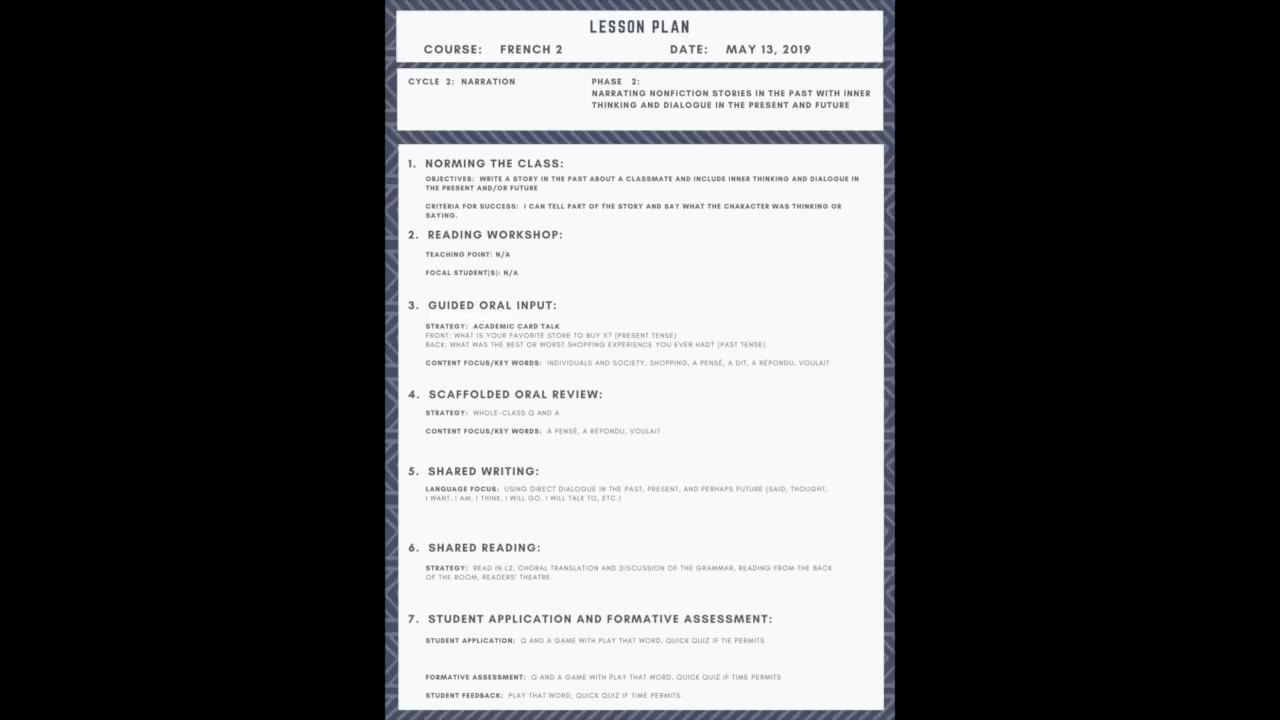 LESSON PLAN
COURSE: FRENCH 2 DATE: MAY 13, 2019
CYCLE 2: NARRATION
PHASE 2:
NARRATING NONFICTION STORIES IN THE PAST WITH INNER
THINKING AND DIALOGUE IN THE PRESENT AND FUTURE
1. NORMING THE CLASS:
OBJECTIVES: WRITE A STORY IN THE PAST ABOUT A CLASSMATE AND INCLUDE INNER THINKING AND DIALOGUE IN
THE PRESENT AND/OR FUTURE
CRITERIA FOR SUCCESS: I CAN TELL PART OF THE STORY AND SAY WHAT THE CHARACTER WAS THINKING OR
SAYING.
2. READING WORKSHOP:
TEACHING POINT: N/A
FOCAL STUDENT(S): N/A
3. GUIDED ORAL INPUT:
STRATEGY: ACADEMIC CARD TALK
FRONT: WHAT IS YOUR FAVORITE STORE TO BUY X? (PRESENT TENSE)
BACK: WHAT WAS THE BEST OR WORST SHOPPING EXPERIENCE YOU EVER HAD? (PAST TENSE)
CONTENT FOCUS/KEY WORDS: INDIVIDUALS AND SOCIETY, SHOPPING, A PENSÉ, A DIT, A RÉPONDU, VOULAIT
4. SCAFFOLDED ORAL REVIEW:
STRATEGY: WHOLE-CLASS Q AND A
CONTENT FOCUS/KEY WORDS: A PENSÉ, A RÉPONDU, VOULAIT
5. SHARED WRITING:
LANGUAGE FOCUS: USING DIRECT DIALOGUE IN THE PAST, PRESENT, AND PERHAPS FUTURE (SAID, THOUGHT,
I WANT, I AM, I THINK, I WILL GO, I WILL TALK TO, ETC.)
6. SHARED READING:
STRATEGY: READ IN L2, CHORAL TRANSLATION AND DISCUSSION OF THE GRAMMAR, READING FROM THE BACK
OF THE ROOM, READERS' THEATRE
7. STUDENT APPLICATION AND FORMATIVE ASSESSMENT:
STUDENT APPLICATION: Q AND A GAME WITH PLAY THAT WORD, QUICK QUIZ IF TIE PERMITS
FORMATIVE ASSESSMENT: Q AND A GAME WITH PLAY THAT WORD, QUICK QUIZ IF TIME PERMITS
STUDENT FEEDBACK: PLAY THAT WORD, QUICK QUIZ IF TIME PERMITS